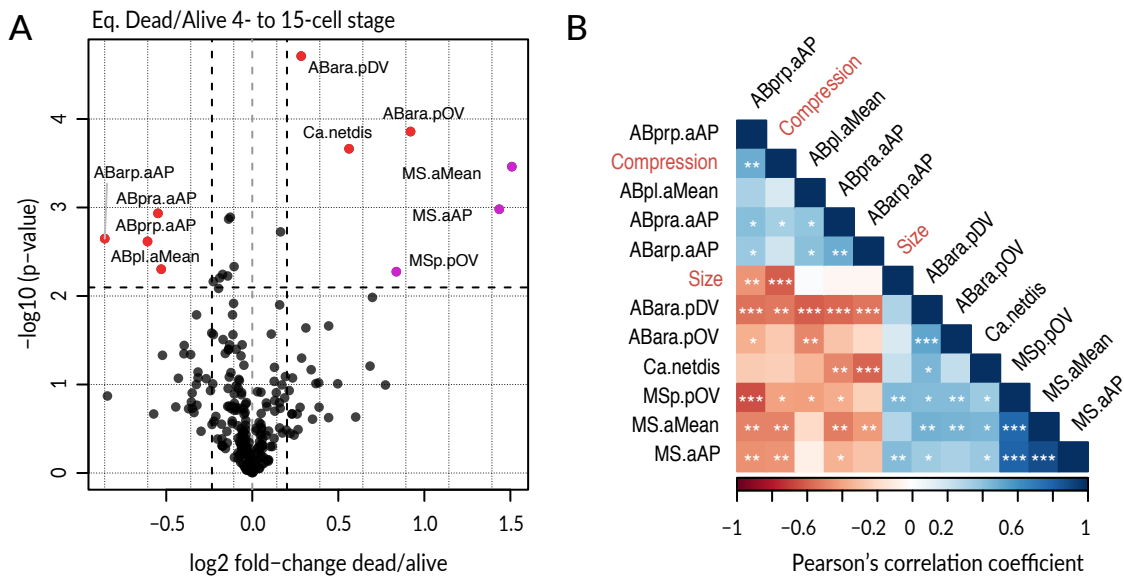 A
Eq. Dead/Alive 4- to 15-cell stage
ABara.pDV
ABara.pOV
Ca.netdis
MS.aMean
ABarp.aAP
ABpra.aAP
MS.aAP
ABprp.aAP
ABpl.aMean
MSp.pOV
4
3
2
1
0
−log10 (p−value)
−0.5
0.0
0.5
1.0
1.5
log2 fold−change dead/alive
B
ABprp.aAP
Compression
ABpl.aMean
ABpra.aAP
ABarp.aAP
Size
ABara.pDV
ABara.pOV
Ca.netdis
MSp.pOV
MS.aMean
MS.aAP
ABprp.aAP
Compression **
ABpl.aMean
ABpra.aAP * * *
ABarp.aAP * * **
Size ** ***
ABara.pDV *** ** *** *** ***
ABara.pOV * ** ***
Ca.netdis ** *** *
MSp.pOV *** * * * ** * ** *
MS.aMean ** ** ** ** ** ** * ***
MS.aAP ** ** * ** * * *** ***
−1 −0.6 −0.2 0 0.2 0.6 1
Pearson's correlation coefficient